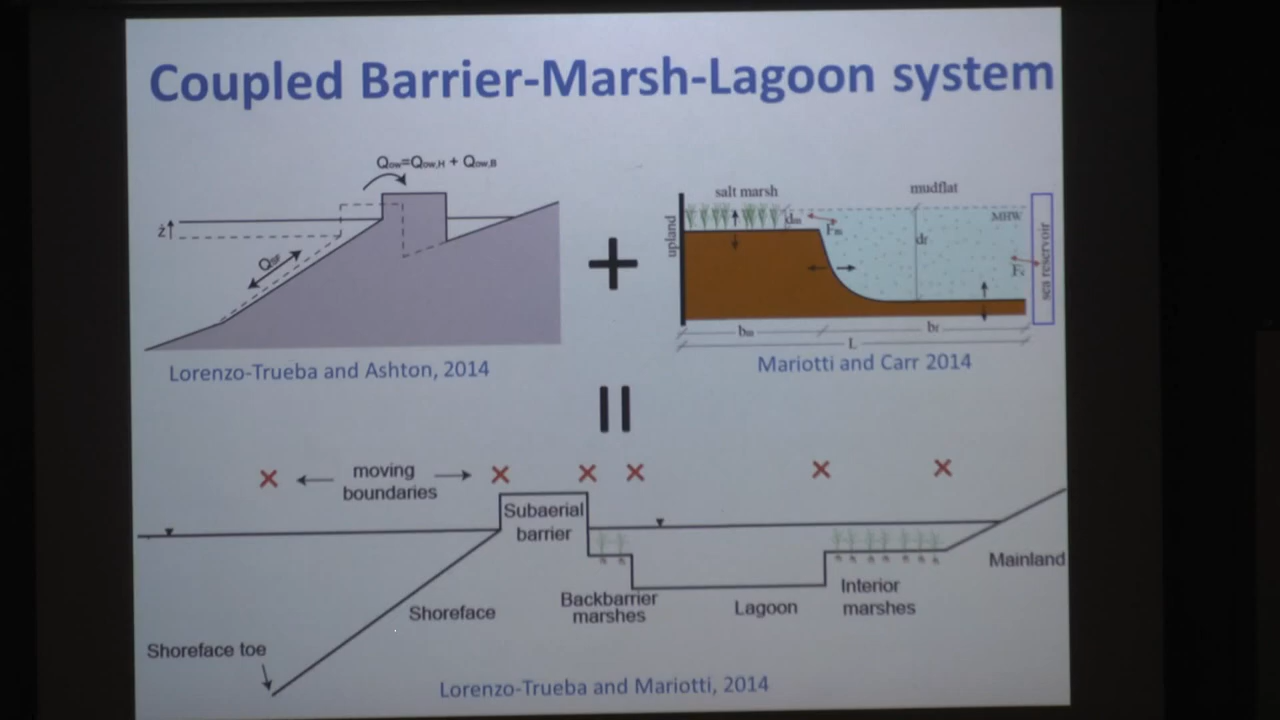 Coupled Barrier-Marsh-Lagoon system
Qow=Qow,H + Qow,B
ż
QSF
Lorenzo-Trueba and Ashton, 2014
+
salt marsh
mudflat
upland
dm
Fm
df
MHW
sea reservoir
bm
bf
L
Mariotti and Carr 2014
moving
boundaries
Subaerial
barrier
Mainland
Backbarrier
marshes
Interior
marshes
Lagoon
Shoreface
Shoreface toe
Lorenzo-Trueba and Mariotti, 2014